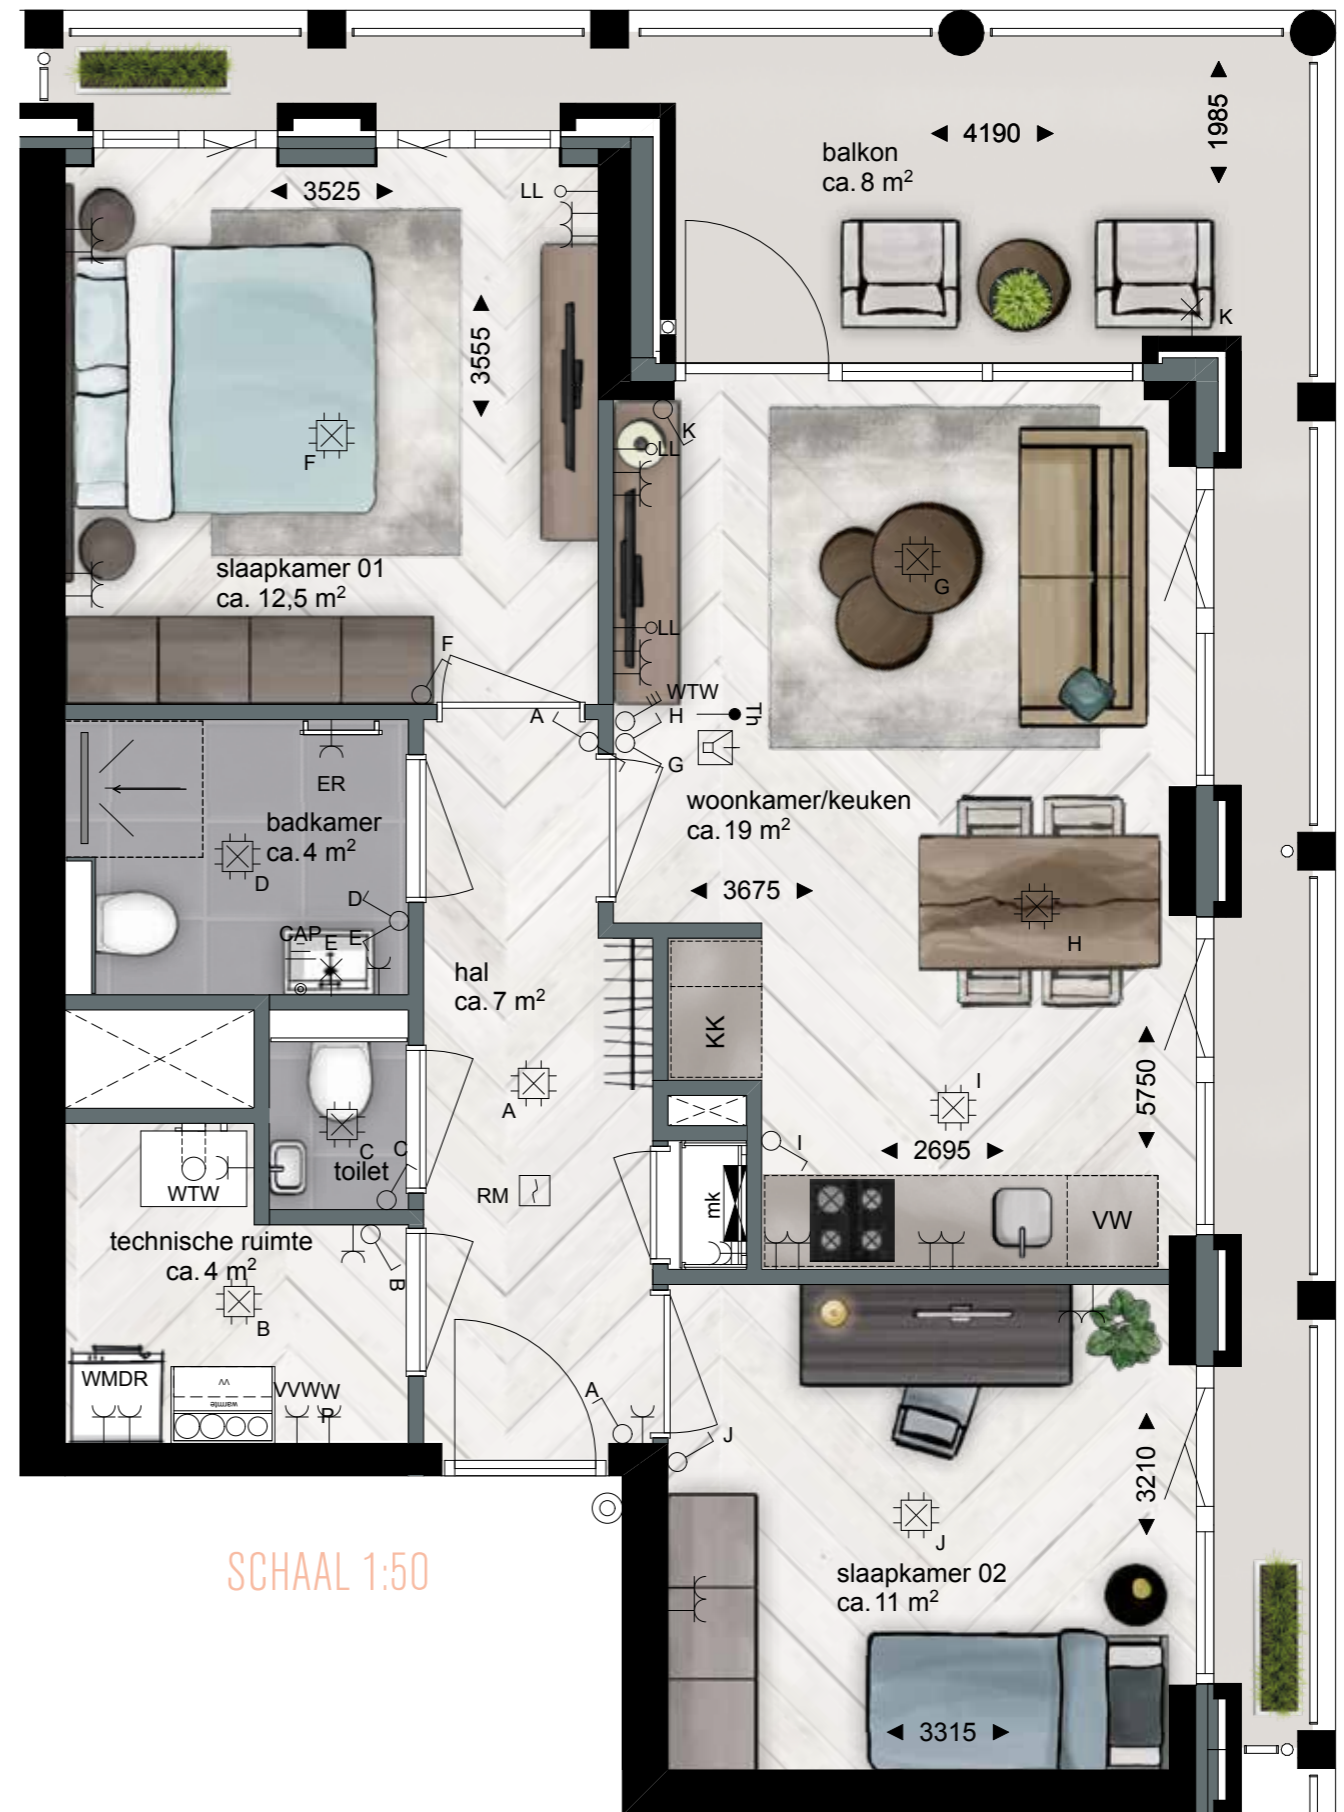 1985
4190
balkon
ca. 8 m²
3525
LL
K
3555
K
LL
F
G
slaapkamer 01
ca. 12,5 m²
LL
F
WTW
A
H
Th
G
ER
woonkamer/keuken
ca. 19 m²
badkamer
ca. 4 m²
D
3675
D
CAP
E
E
H
hal
ca. 7 m²
KK
5750
I
A
I
2695
C
C
toilet
WTW
RM
mk
VW
technische ruimte
ca. 4 m²
B
B
WMDR
VV
warmte
VVWW
P
A
J
3210
J
SCHAAL 1:50
slaapkamer 02
ca. 11 m²
3315